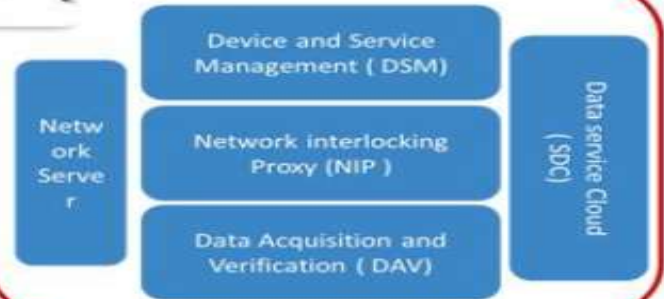 Netw
ork
Serve
r
Device and Service
Management ( DSM)
Network interlocking
Proxy (NIP )
Data Acquisition and
Verification ( DAV)
Data service Cloud
( SDC)